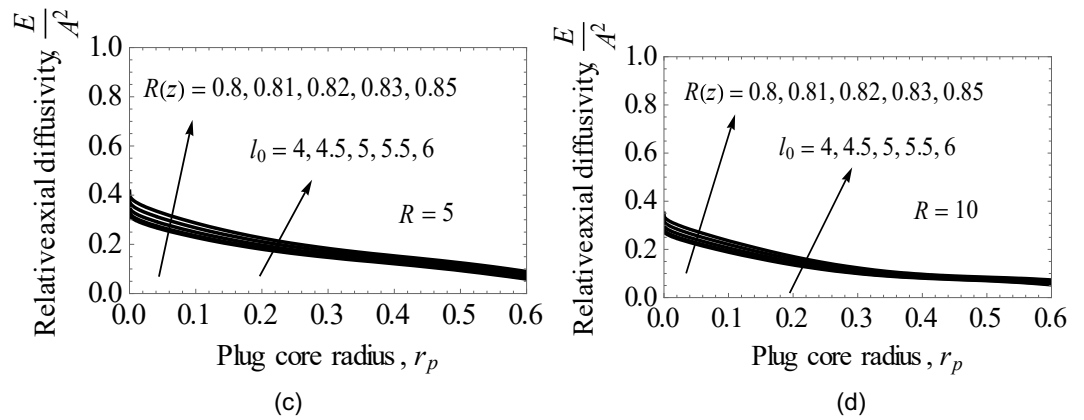 Relativeaxial diffusivity, E/A²
1.0
0.8
0.6
0.4
0.2
0.0
R(z) = 0.8, 0.81, 0.82, 0.83, 0.85
l₀ = 4, 4.5, 5, 5.5, 6
R = 5
0.0 0.1 0.2 0.3 0.4 0.5 0.6
Plug core radius , rₚ
(c)
Relativeaxial diffusivity, E/A²
1.0
0.8
0.6
0.4
0.2
0.0
R(z) = 0.8, 0.81, 0.82, 0.83, 0.85
l₀ = 4, 4.5, 5, 5.5, 6
R = 10
0.0 0.1 0.2 0.3 0.4 0.5 0.6
Plug core radius , rₚ
(d)